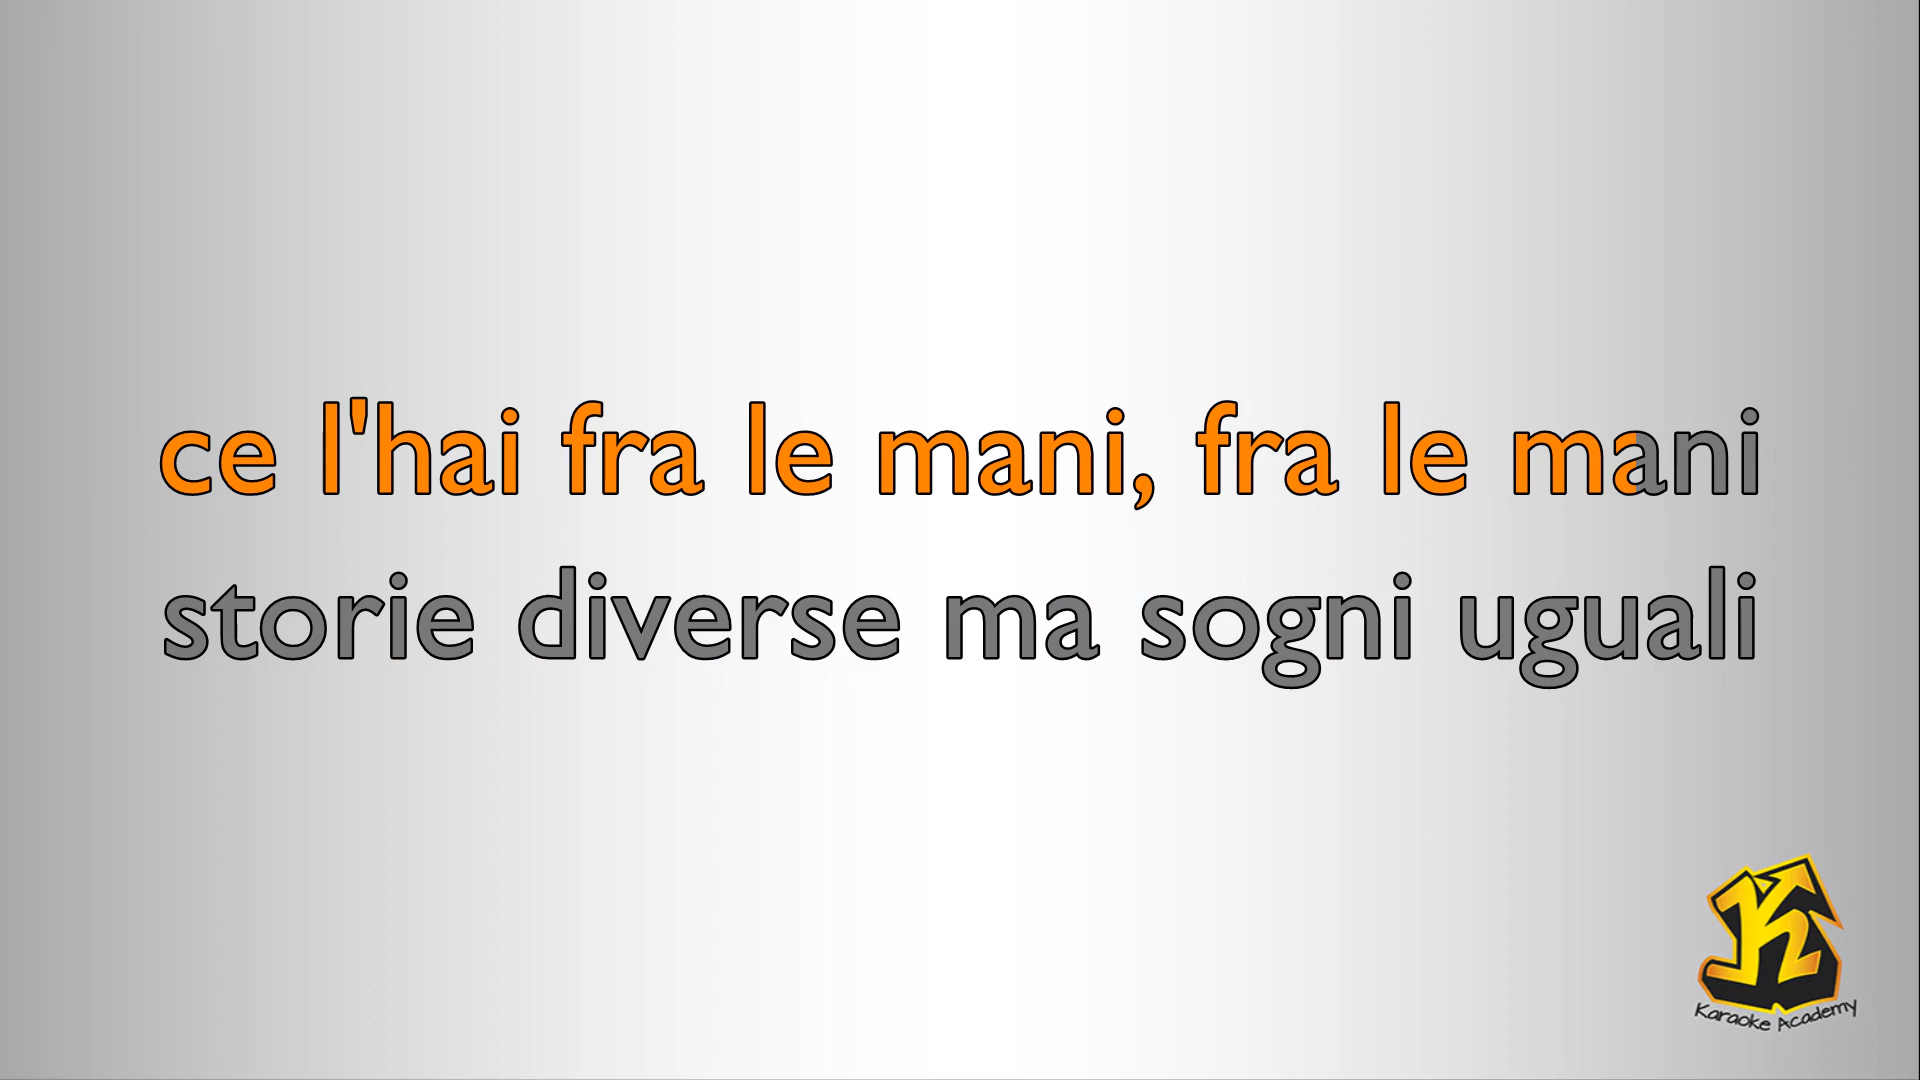 ce l'hai fra le mani, fra le mani
storie diverse ma sogni uguali
K
Karaoke Academy